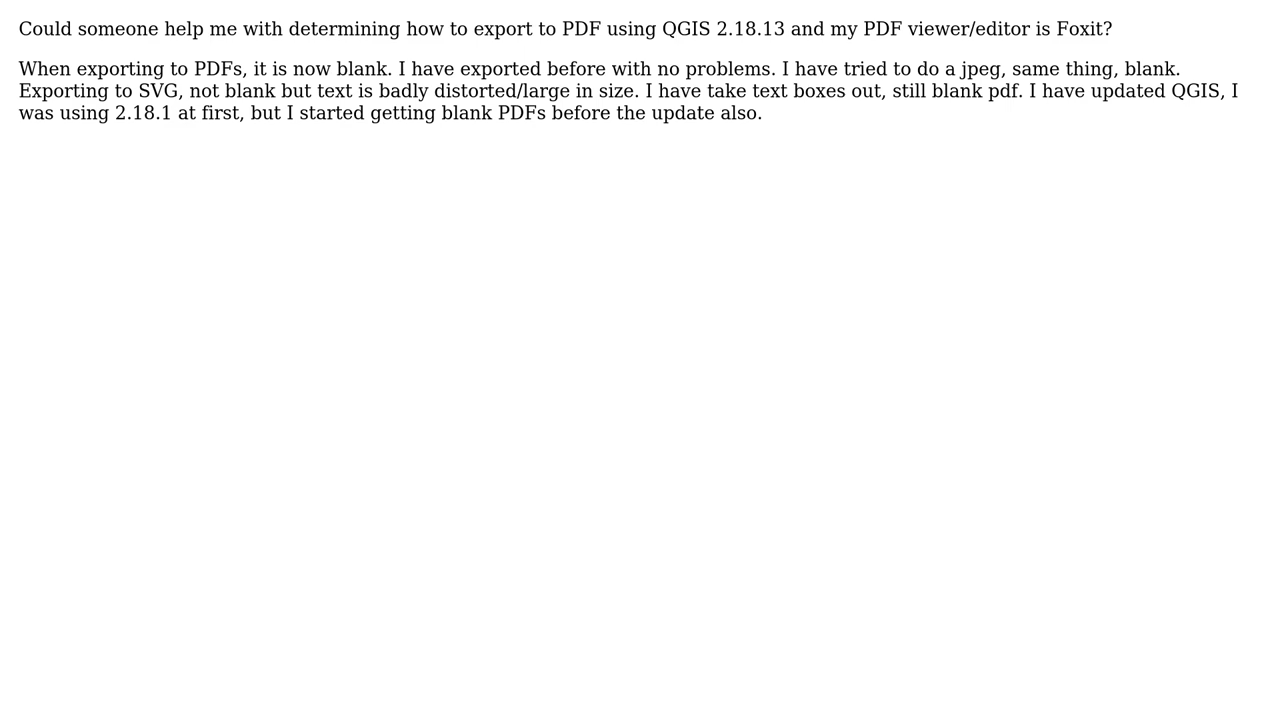 Could someone help me with determining how to export to PDF using QGIS 2.18.13 and my PDF viewer/editor is Foxit?
When exporting to PDFs, it is now blank. I have exported before with no problems. I have tried to do a jpeg, same thing, blank.
Exporting to SVG, not blank but text is badly distorted/large in size. I have take text boxes out, still blank pdf. I have updated QGIS, I
was using 2.18.1 at first, but I started getting blank PDFs before the update also.